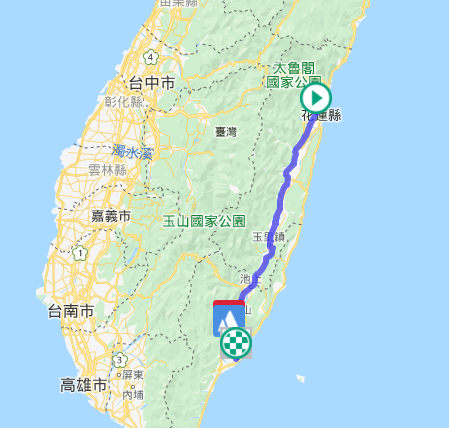 苗栗縣
4
台中市
太魯閣
國家公園
彰化縣
花蓮縣
臺灣
濁水溪
雲林縣
嘉義市
玉山國家公園
玉里鎮
1
池上
台南市
山
3
屏東
高雄市
內埔